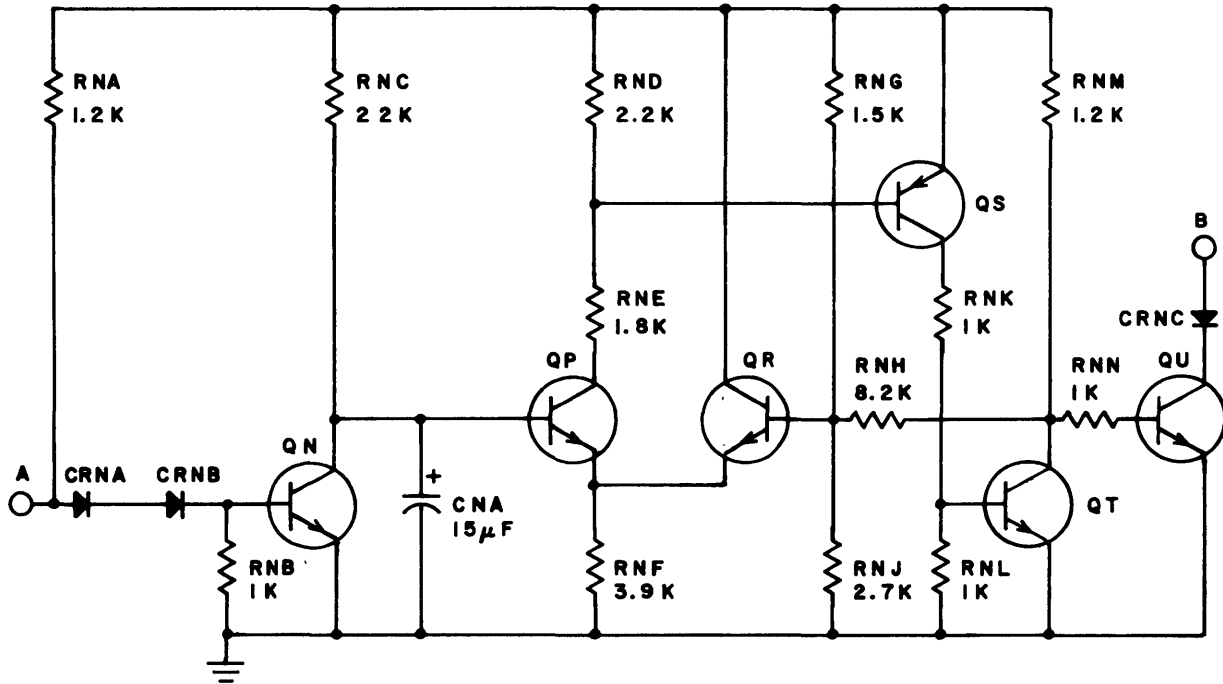 RNA
1.2K
RNC
22K
RND
2.2K
RNG
1.5K
RNM
1.2K
QS
B
RNE
1.8K
RNK
1K
CRNC
QP
QR
RNH
8.2K
RNN
1K
QU
QN
A
CRNA
CRNB
+
CNA
15μF
QT
RNB
1K
RNF
3.9K
RNJ
2.7K
RNL
1K